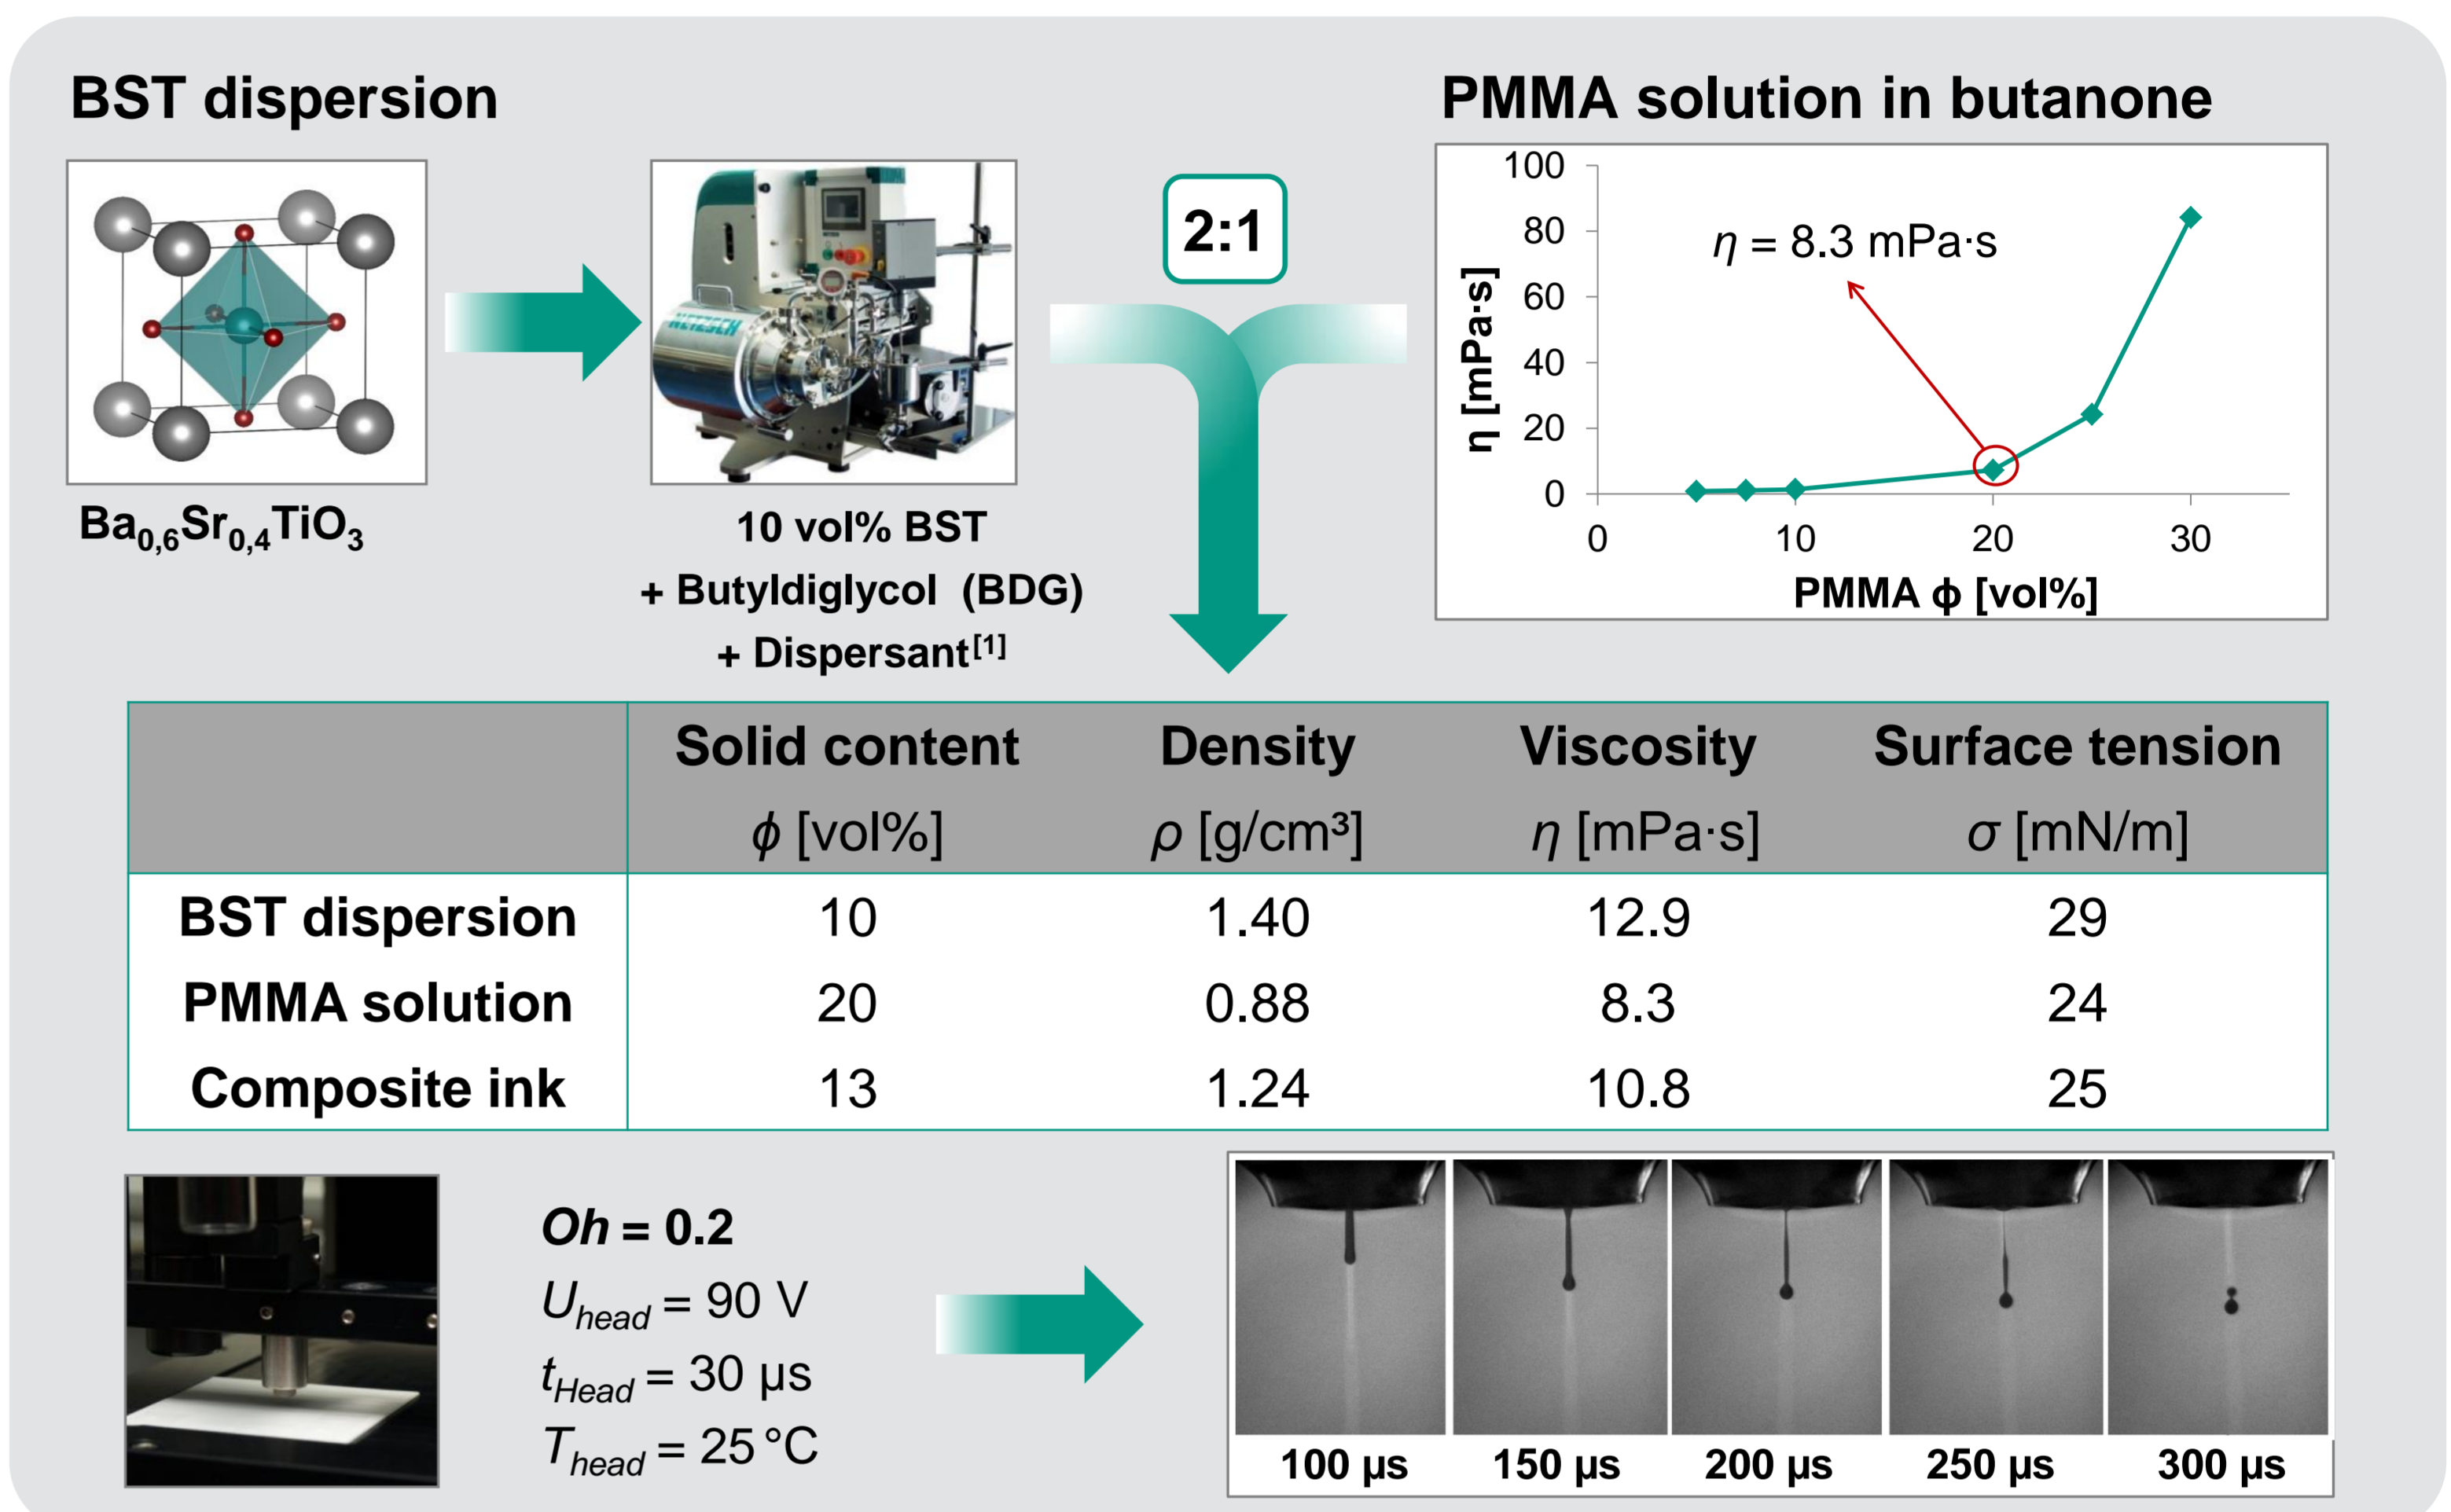 BST dispersion
PMMA solution in butanone
Ba0,6Sr0,4TiO3
NETZSCH
10 vol% BST
+ Butyldiglycol (BDG)
+ Dispersant[1]
2:1
100
80
60
40
20
0
η [mPa·s]
η = 8.3 mPa·s
0 10 20 30
PMMA ϕ [vol%]
Solid content Density Viscosity Surface tension
ϕ [vol%] ρ [g/cm³] η [mPa·s] σ [mN/m]
BST dispersion 10 1.40 12.9 29
PMMA solution 20 0.88 8.3 24
Composite ink 13 1.24 10.8 25
Oh = 0.2
Uhead = 90 V
tHead = 30 µs
Thead = 25 °C
100 µs 150 µs 200 µs 250 µs 300 µs